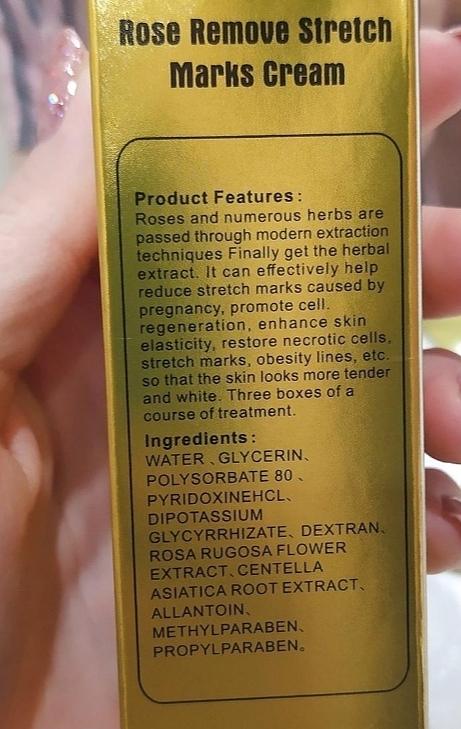 Rose Remove Stretch
Marks Cream
Product Features:
Roses and numerous herbs are
passed through modern extraction
techniques Finally get the herbal
extract. It can effectively help
reduce stretch marks caused by
pregnancy, promote cell.
regeneration, enhance skin
elasticity, restore necrotic cells,
stretch marks, obesity lines, etc.
so that the skin looks more tender
and white. Three boxes of a
course of treatment.
Ingredients:
WATER、GLYCERIN、
POLYSORBATE 80、
PYRIDOXINEHCL、
DIPOTASSIUM
GLYCYRRHIZATE、DEXTRAN、
ROSA RUGOSA FLOWER
EXTRACT、CENTELLA
ASIATICA ROOT EXTRACT、
ALLANTOIN、
METHYLPARABEN、
PROPYLPARABEN。